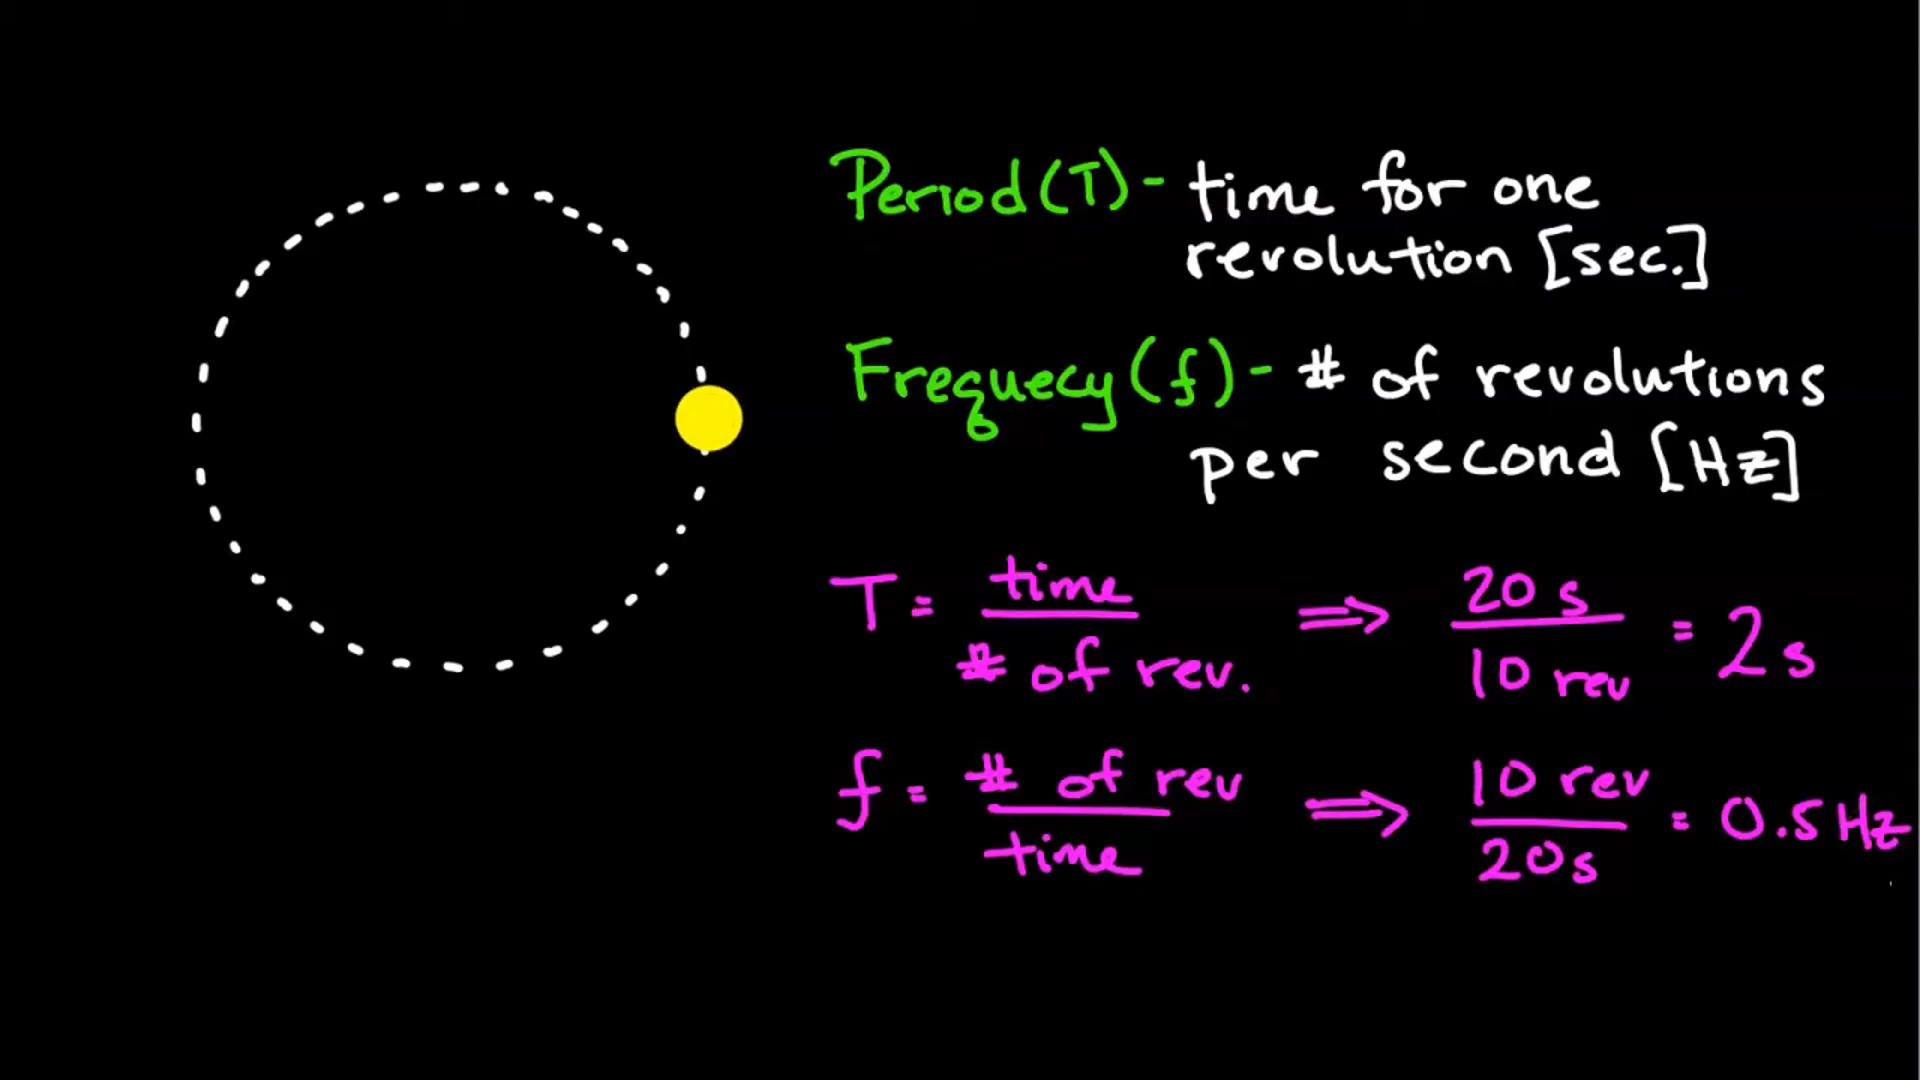 Period (T) - time for one
revolution [sec.]
Frequecy (f) - # of revolutions
per second [Hz]
T = time / # of rev. ⇒ 20 s / 10 rev = 2 s
f = # of rev / time ⇒ 10 rev / 20 s = 0.5 Hz